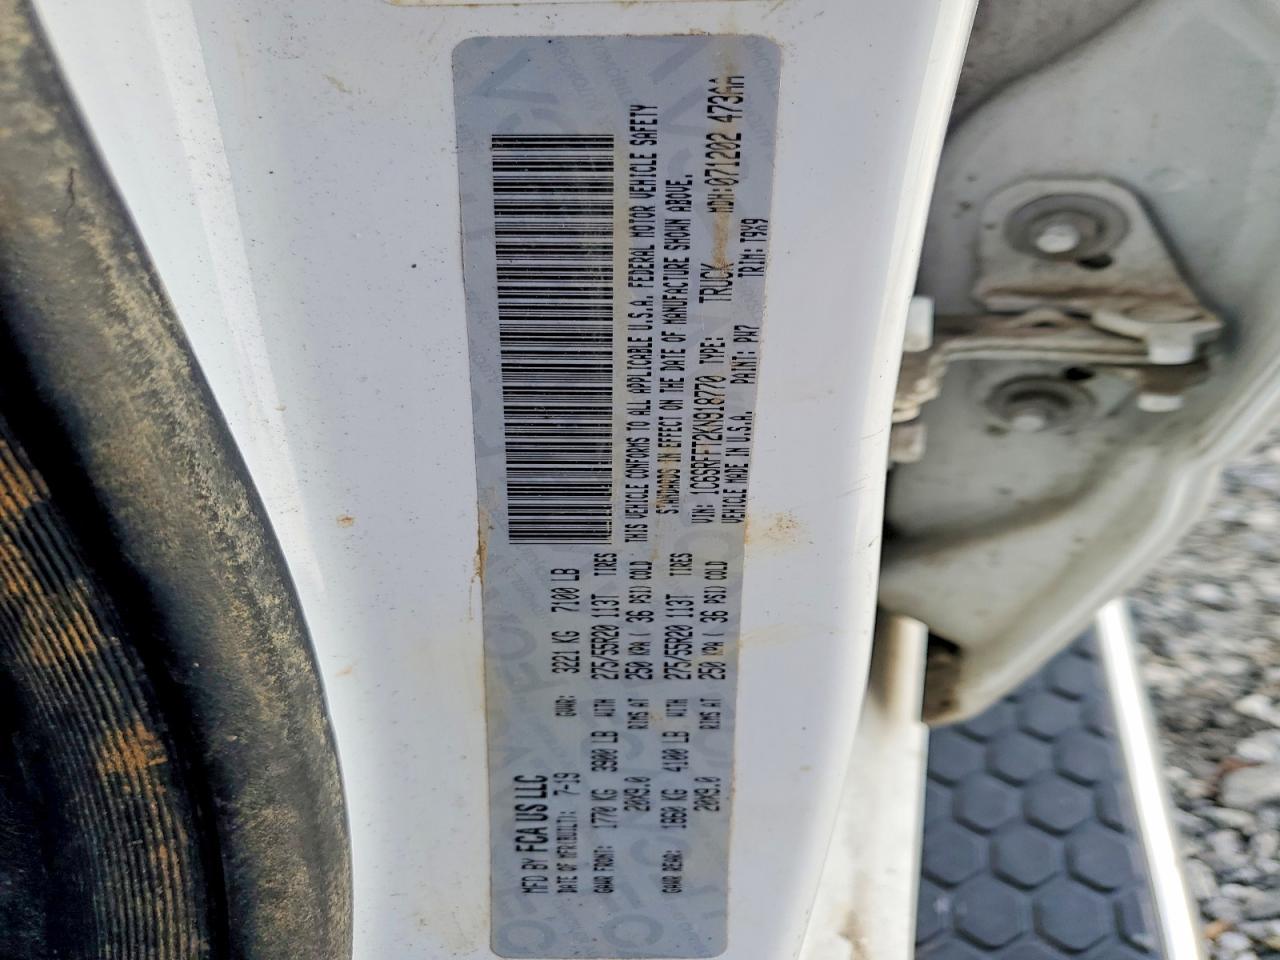 MFD BY FCA US LLC
DATE OF MFR/BUILT: 7-19 GVWR: 3221 KG 7100 LB
GAWR FRONT: 1770 KG 3900 LB WITH 275/55R20 113T TIRES
20X9.0 RIMS AT 250 KPA ( 36 PSI) COLD
GAWR REAR: 1860 KG 4100 LB WITH 275/55R20 113T TIRES
20X9.0 RIMS AT 250 KPA ( 36 PSI) COLD
THIS VEHICLE CONFORMS TO ALL APPLICABLE U.S.A. FEDERAL MOTOR VEHICLE SAFETY
STANDARDS IN EFFECT ON THE DATE OF MANUFACTURE SHOWN ABOVE.
VIN: 1C6SRFFT2KN918770 TYPE: TRUCK MDH:071202 473AA
VEHICLE MADE IN U.S.A. PAINT: PW7 TRIM: T9X9